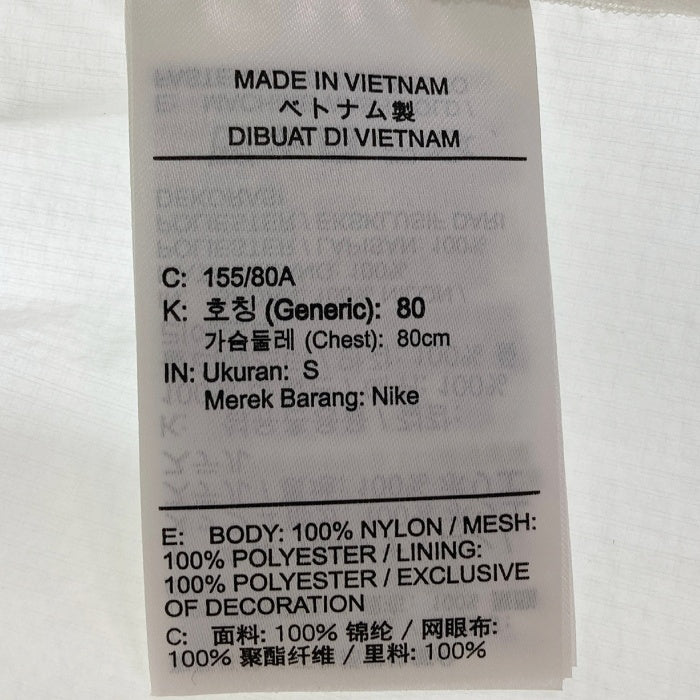 MADE IN VIETNAM
ベトナム製
DIBUAT DI VIETNAM
C: 155/80A
K: 호칭 (Generic): 80
가슴둘레 (Chest): 80cm
IN: Ukuran: S
Merek Barang: Nike
E: BODY: 100% NYLON / MESH:
100% POLYESTER / LINING:
100% POLYESTER / EXCLUSIVE
OF DECORATION
C: 面料: 100% 锦纶 / 网眼布:
100% 聚酯纤维 / 里料: 100%